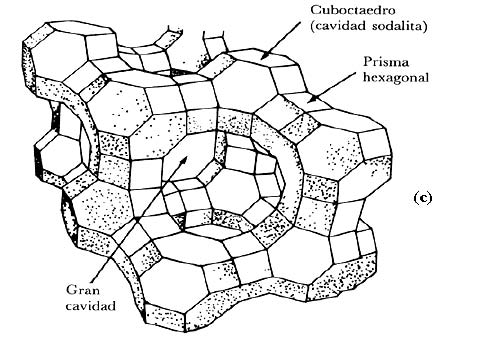 Cuboctaedro
(cavidad sodalita)
Prisma
hexagonal
(c)
Gran
cavidad